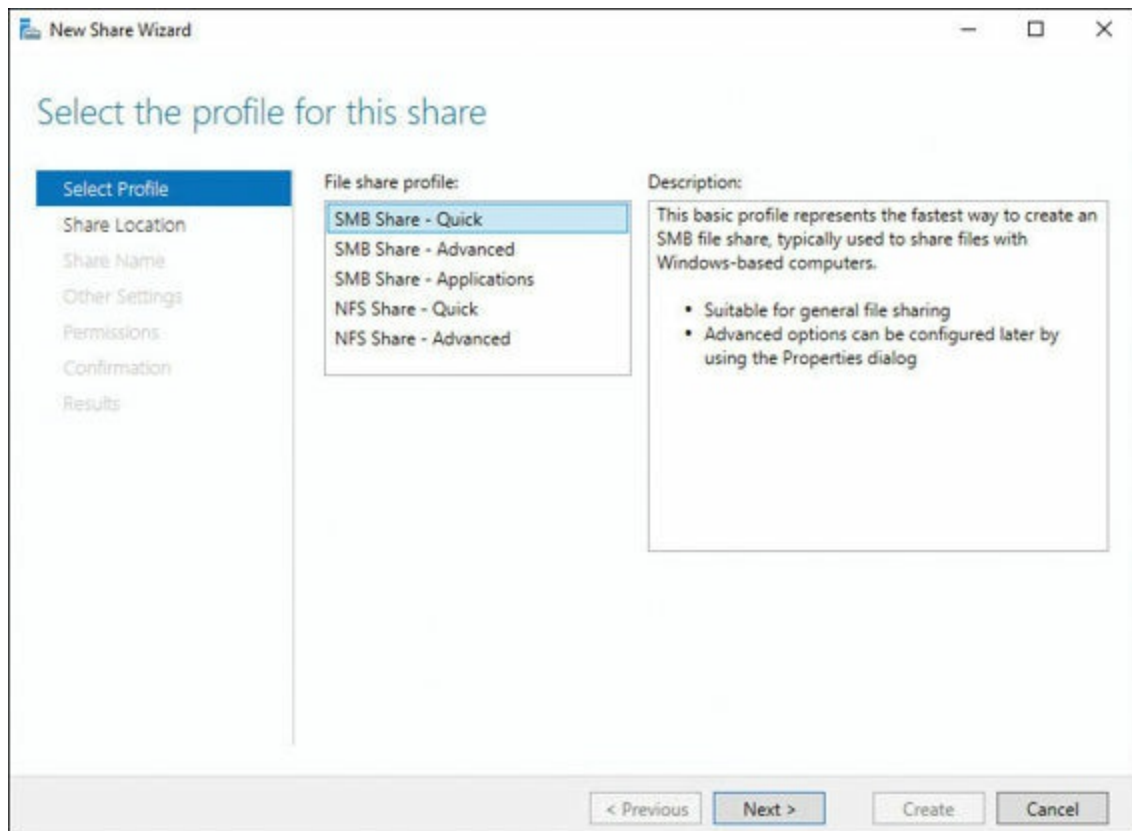 New Share Wizard
Select the profile for this share
Select Profile
Share Location
Share Name
Other Settings
Permissions
Confirmation
Results
File share profile:
SMB Share - Quick
SMB Share - Advanced
SMB Share - Applications
NFS Share - Quick
NFS Share - Advanced
Description:
This basic profile represents the fastest way to create an
SMB file share, typically used to share files with
Windows-based computers.
• Suitable for general file sharing
• Advanced options can be configured later by
using the Properties dialog
< Previous
Next >
Create
Cancel